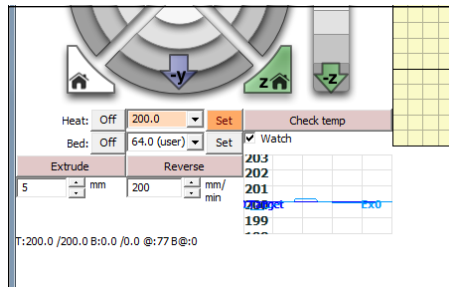 -y
z
-z
Heat: Off 200.0 Set Check temp
Bed: Off 64.0 (user) Set Watch
Extrude Reverse
5 mm 200 mm/
min
203
202
201
Ex0
199
T:200.0 /200.0 B:0.0 /0.0 @:77 B@:0